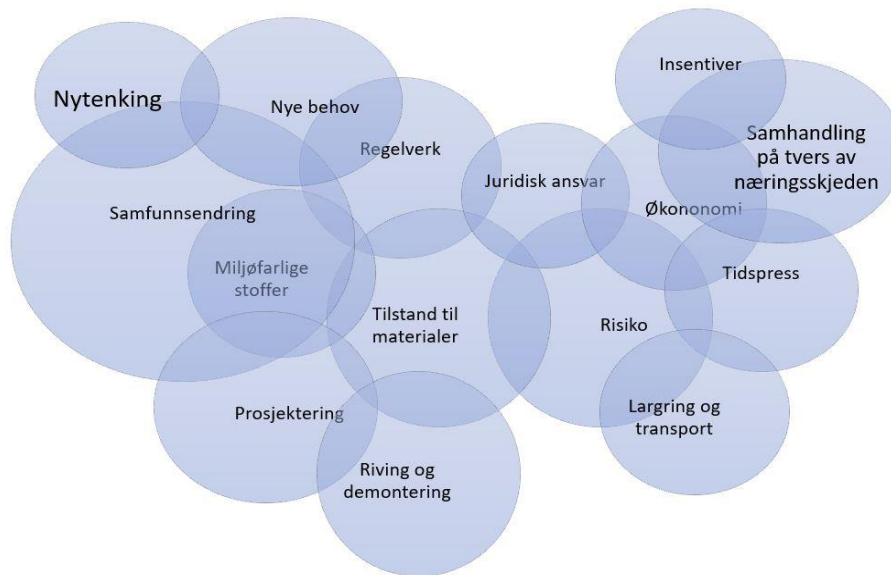 Nytenking
Nye behov
Regelverk
Samfunnsendring
Miljøfarlige
stoffer
Tilstand til
materialer
Prosjektering
Riving og
demontering
Juridisk ansvar
Insentiver
Samhandling
på tvers av
næringsskjeden
Økononomi
Tidspress
Risiko
Largring og
transport